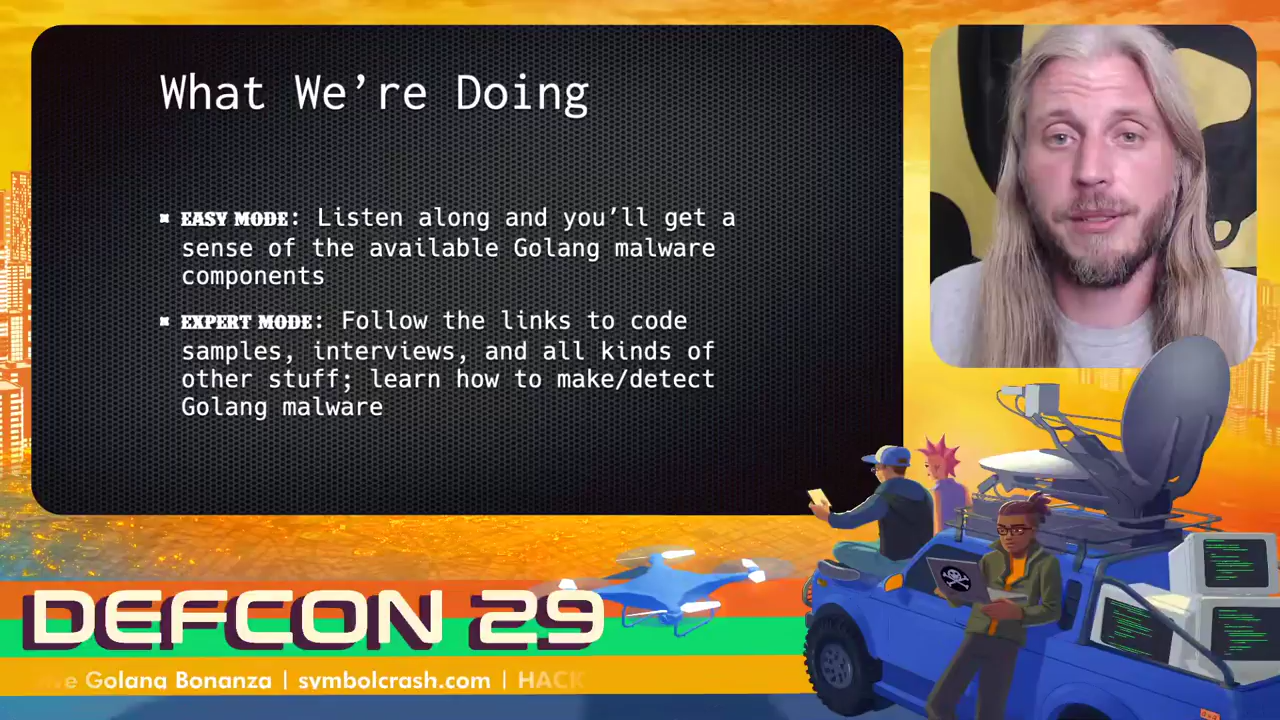 What We’re Doing
EASY MODE: Listen along and you’ll get a
sense of the available Golang malware
components
EXPERT MODE: Follow the links to code
samples, interviews, and all kinds of
other stuff; learn how to make/detect
Golang malware
DEFCON 29
Golang Bonanza | symbolcrash.com | HACK